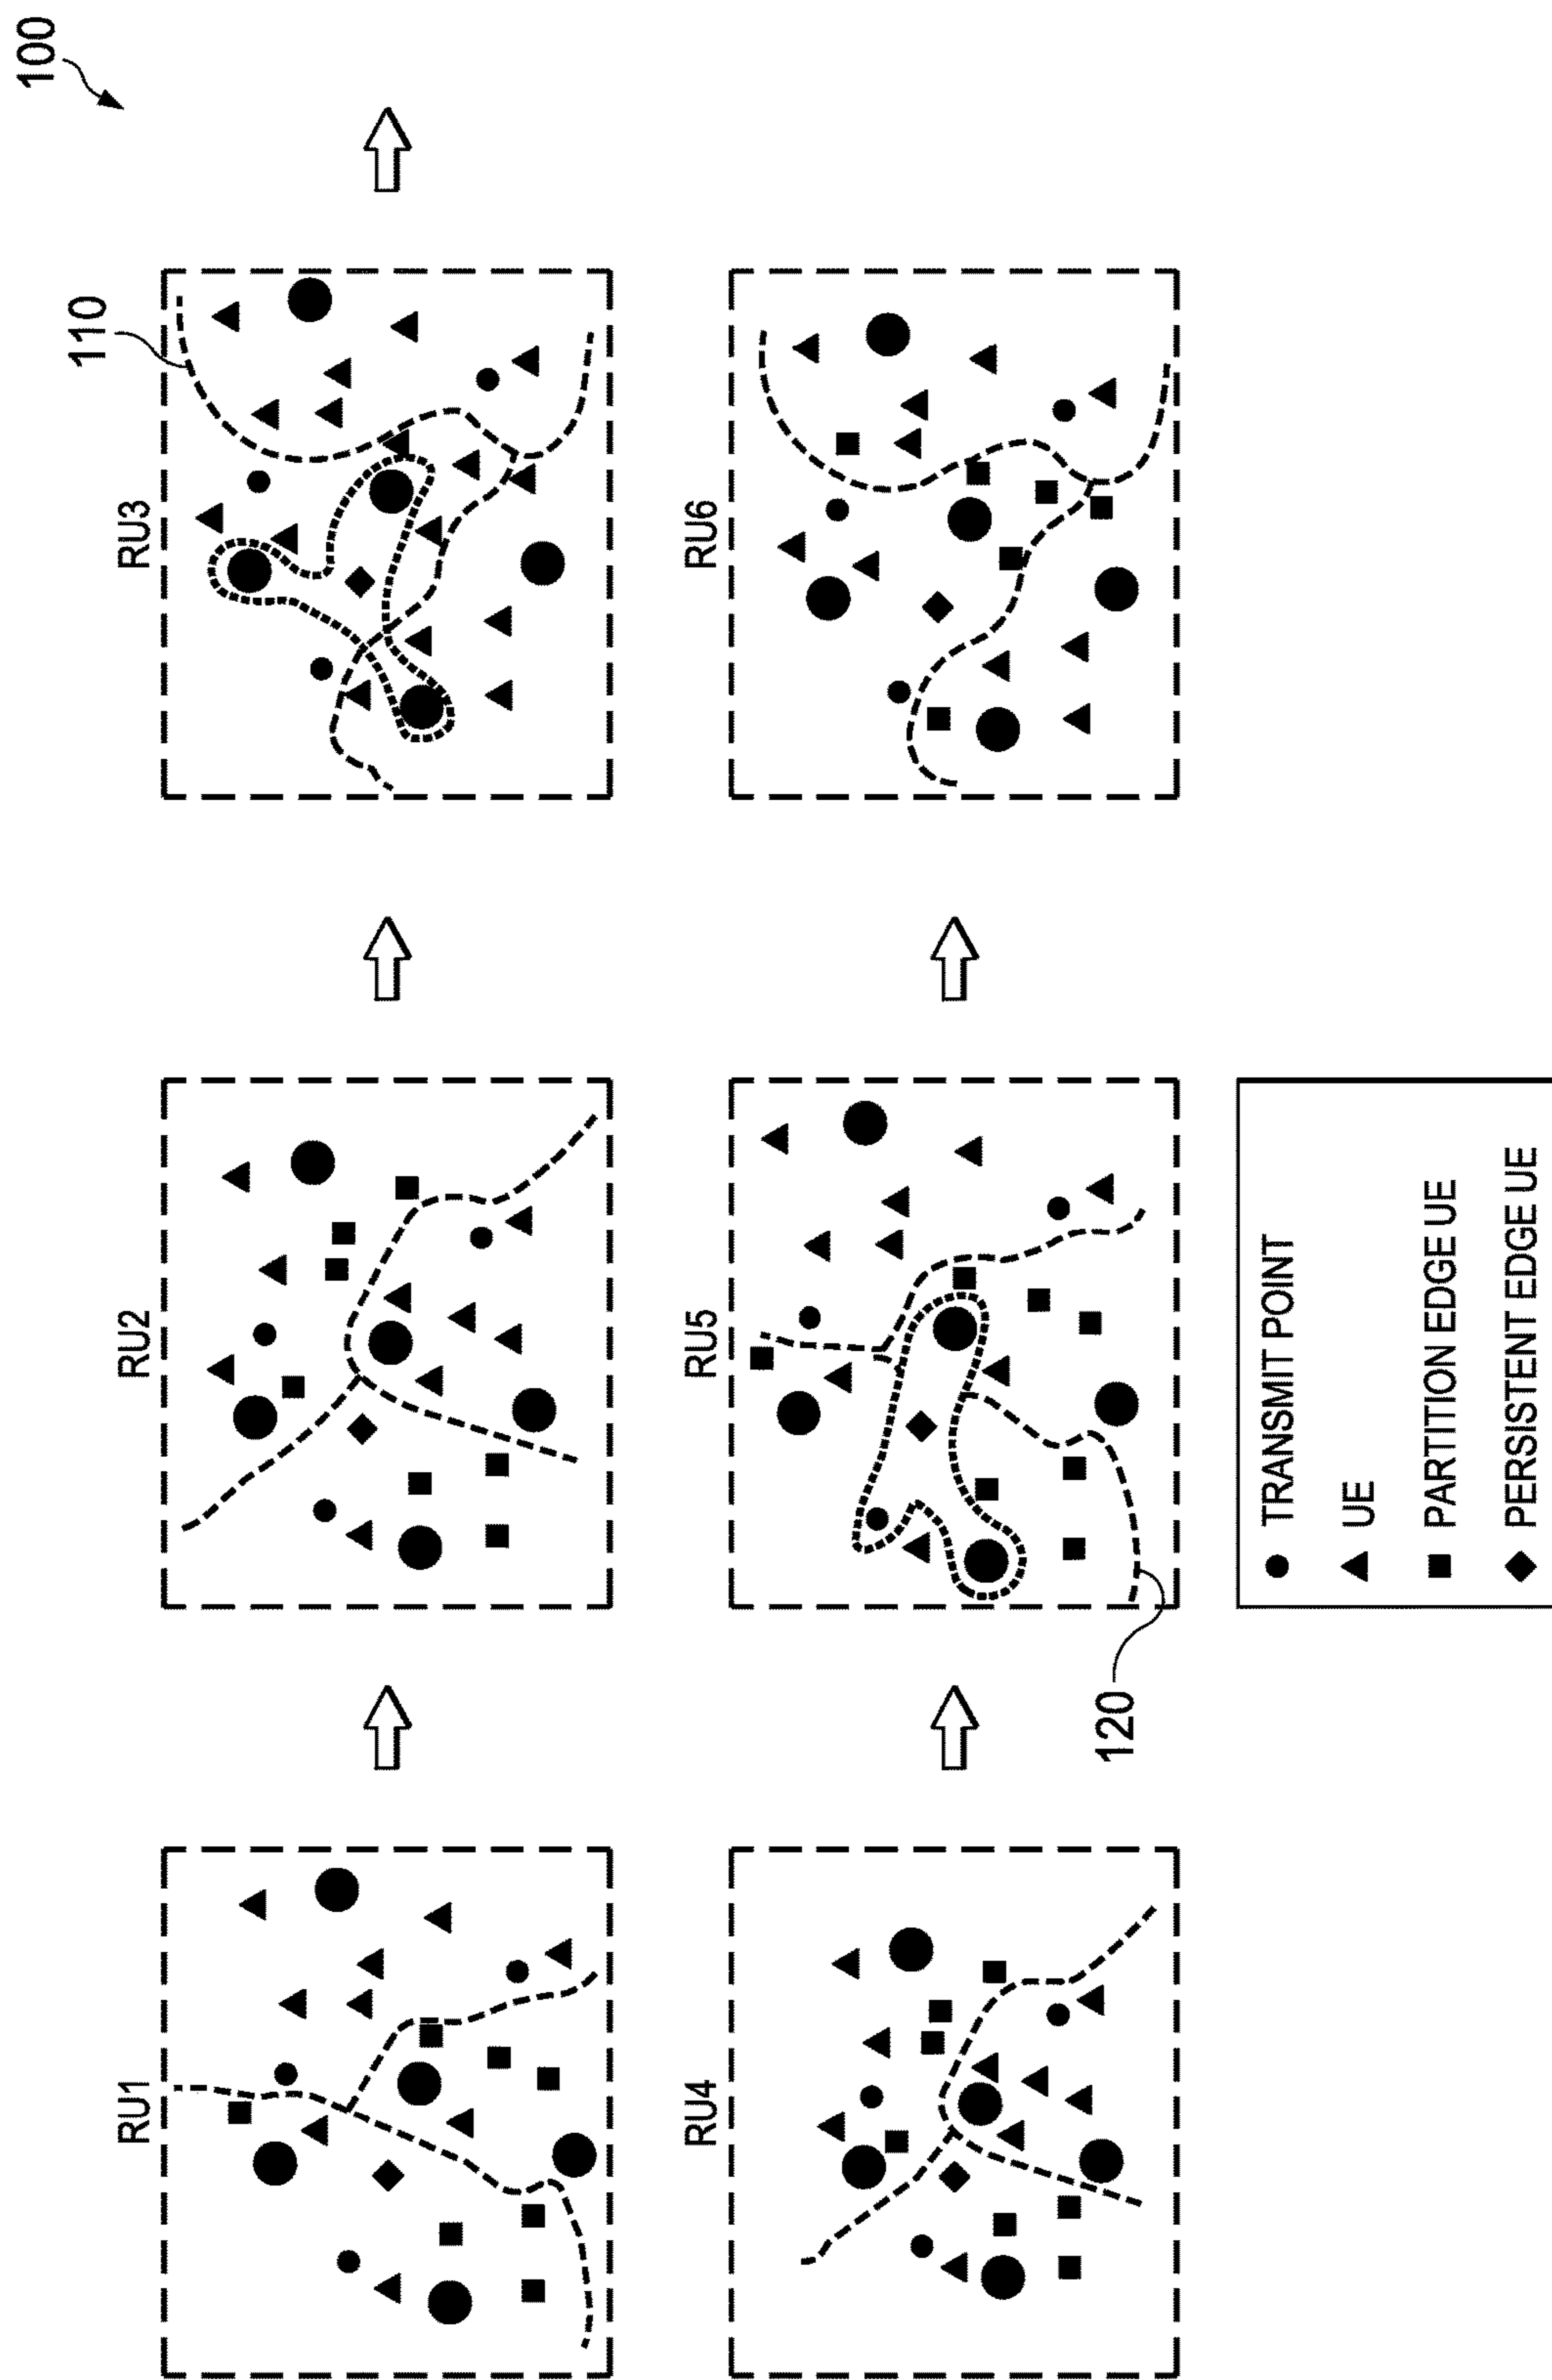 100
110
RU1
RU2
RU3
RU4
RU5
RU6
120
TRANSMIT POINT
UE
PARTITION EDGE UE
PERSISTENT EDGE UE